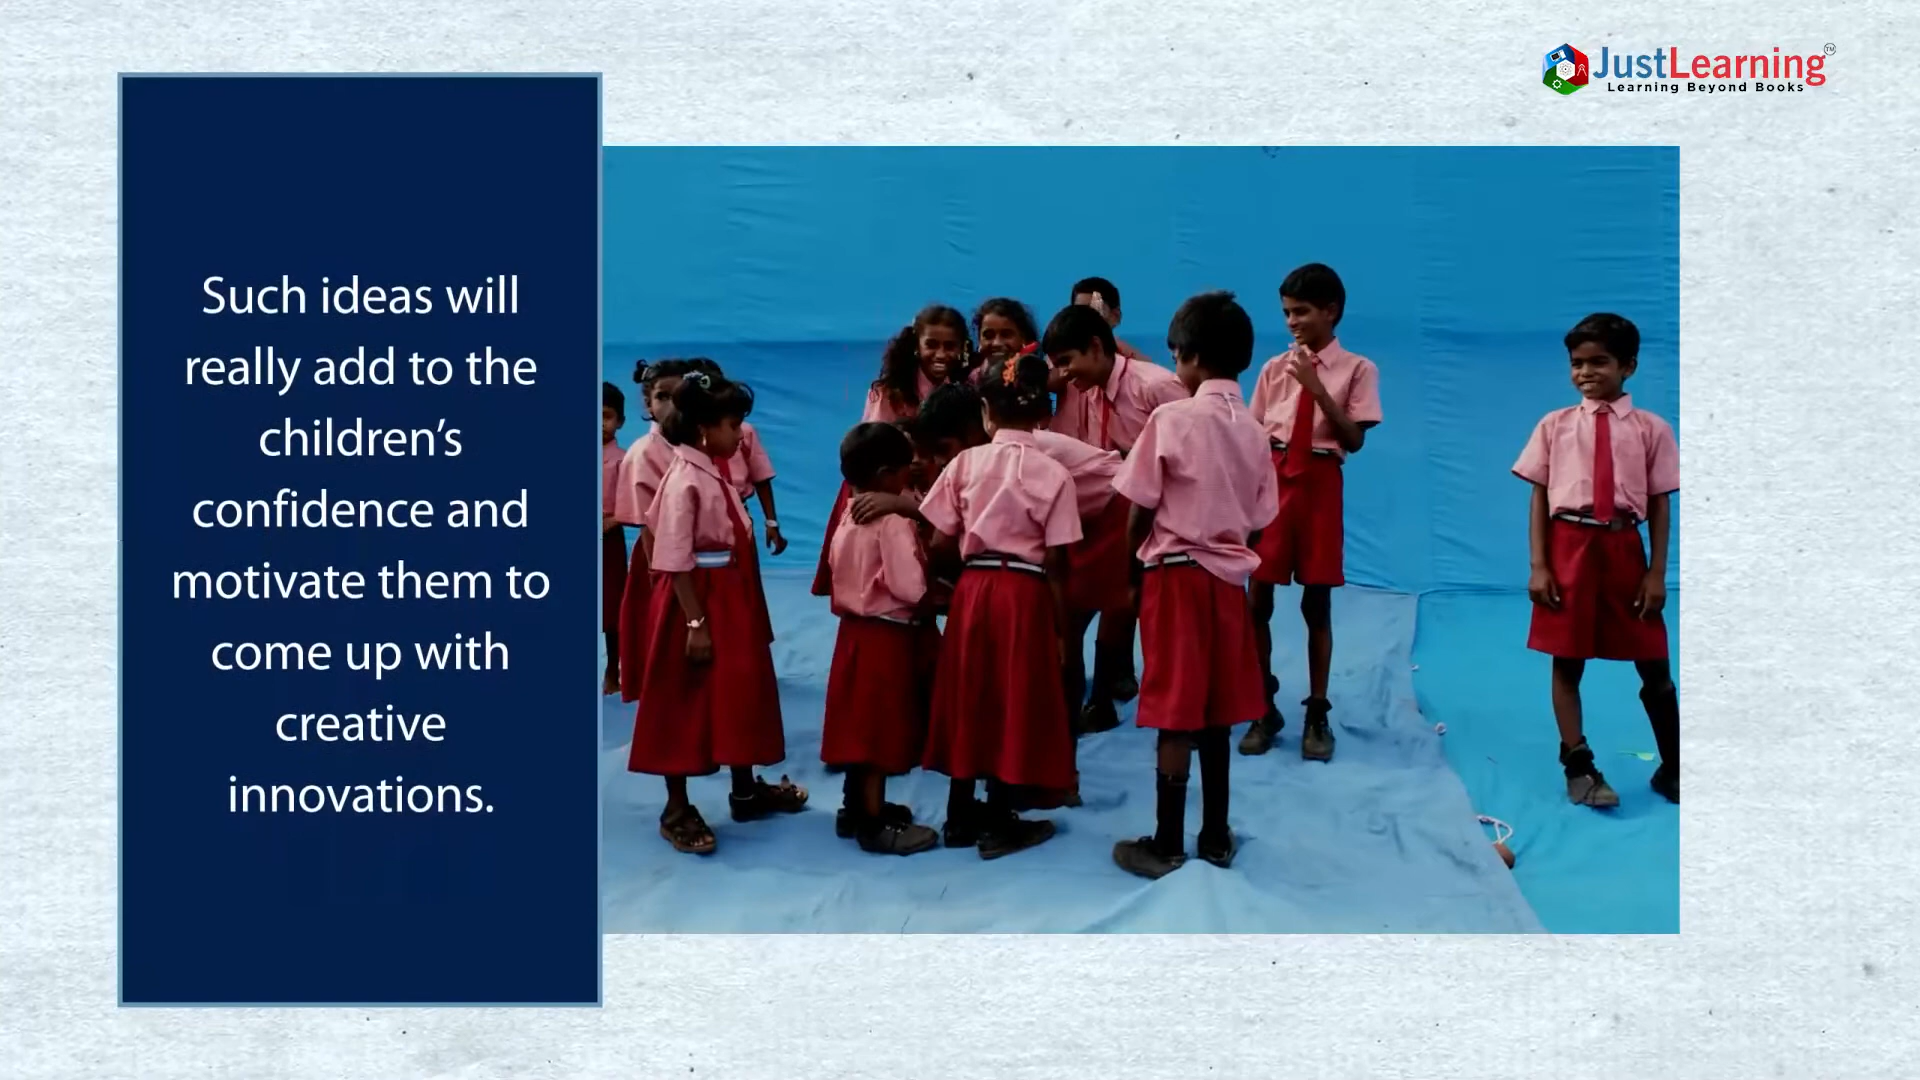 JustLearning™
Learning Beyond Books
Such ideas will
really add to the
children’s
confidence and
motivate them to
come up with
creative
innovations.